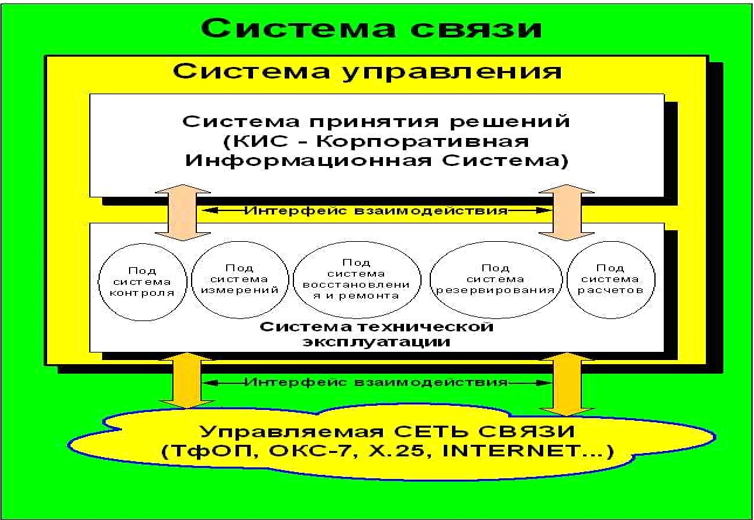 Система связи
Система управления
Система принятия решений
(КИС - Корпоративная
Информационная Система)
Интерфейс взаимодействия
Под
система
контроля
Под
система
измерений
Под
система
восстановлени
я и ремонта
Под
система
резервирования
Под
система
расчетов
Система технической
эксплуатации
Интерфейс взаимодействия
Управляемая СЕТЬ СВЯЗИ
(ТфОП, ОКС-7, X.25, INTERNET...)